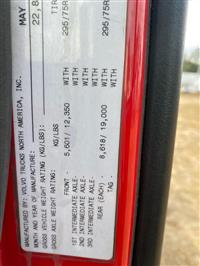 MANUFACTURED BY: VOLVO TRUCKS NORTH AMERICA, INC.
MONTH AND YEAR OF MANUFACTURE: MAY
GROSS VEHICLE WEIGHT RATING (KG/LBS): 22,8
GROSS AXLE WEIGHT RATING (KG/LBS): KG/LBS TIR
FRONT - 5,601/ 12,350 WITH 295/75R
1ST INTERMEDIATE AXLE- WITH
2ND INTERMEDIATE AXLE- WITH
3RD INTERMEDIATE AXLE- WITH
REAR (EACH) - 8,618/ 19,000 WITH 295/75R
TAG - WITH